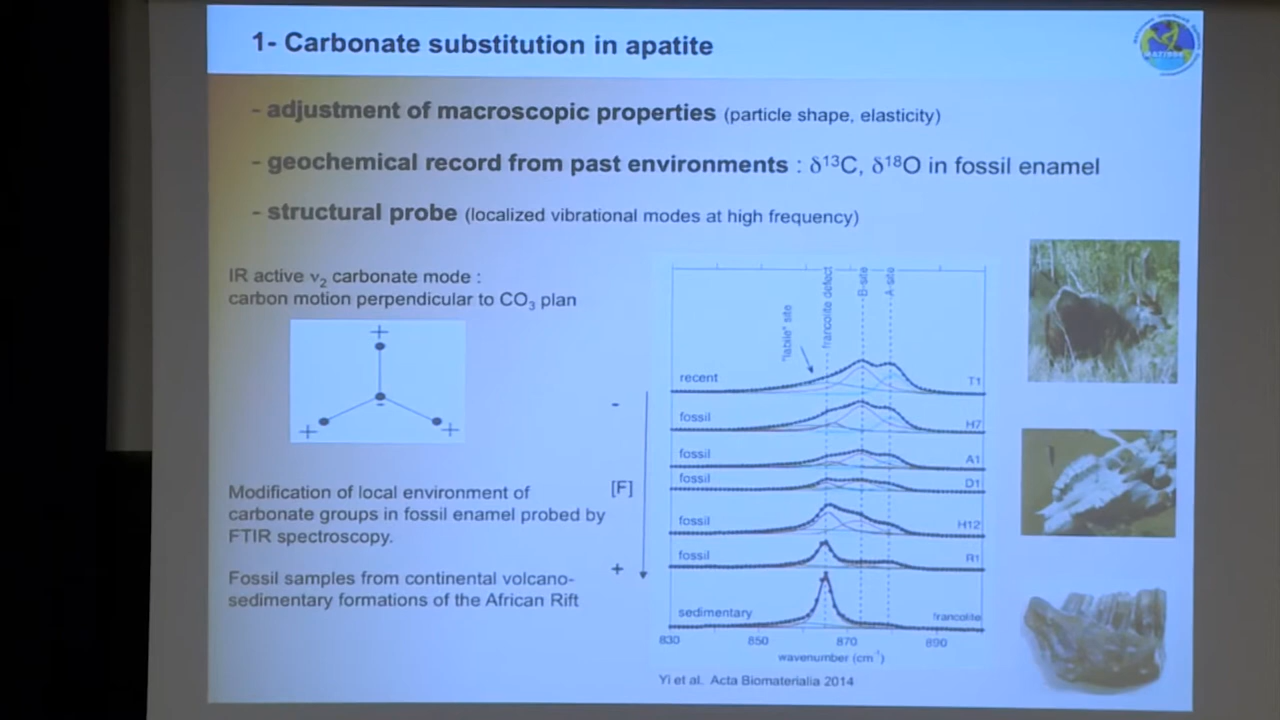 1- Carbonate substitution in apatite
- adjustment of macroscopic properties (particle shape, elasticity)
- geochemical record from past environments : δ¹³C, δ¹⁸O in fossil enamel
- structural probe (localized vibrational modes at high frequency)
IR active ν₂ carbonate mode :
carbon motion perpendicular to CO₃ plan
+
-
+
+
Modification of local environment of
carbonate groups in fossil enamel probed by
FTIR spectroscopy.
Fossil samples from continental volcano-
sedimentary formations of the African Rift
-
[F]
+
"labile" site
francolite defect
B-site
A-site
recent T1
fossil H7
fossil A1
fossil D1
fossil H12
fossil R1
sedimentary francolite
830 850 870 890
wavenumber (cm⁻¹)
Yi et al. Acta Biomaterialia 2014